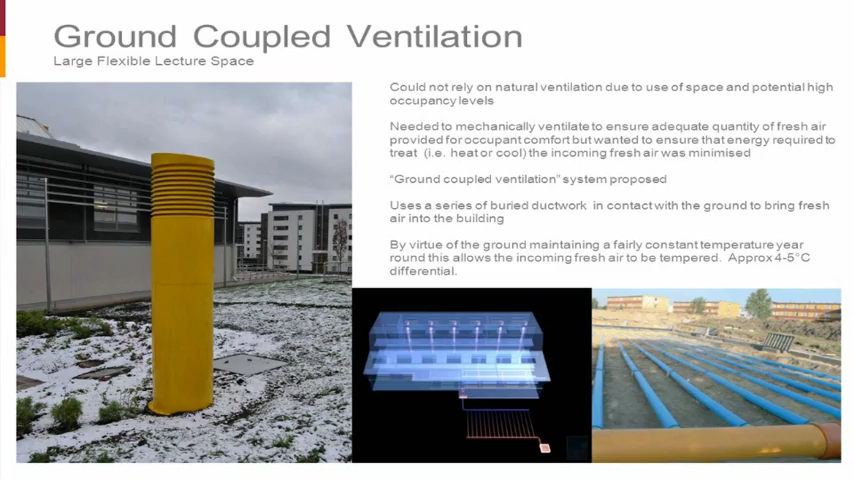 Ground Coupled Ventilation
Large Flexible Lecture Space
Could not rely on natural ventilation due to use of space and potential high
occupancy levels
Needed to mechanically ventilate to ensure adequate quantity of fresh air
provided for occupant comfort but wanted to ensure that energy required to
treat (i.e. heat or cool) the incoming fresh air was minimised
“Ground coupled ventilation” system proposed
Uses a series of buried ductwork in contact with the ground to bring fresh
air into the building
By virtue of the ground maintaining a fairly constant temperature year
round this allows the incoming fresh air to be tempered. Approx 4-5°C
differential.